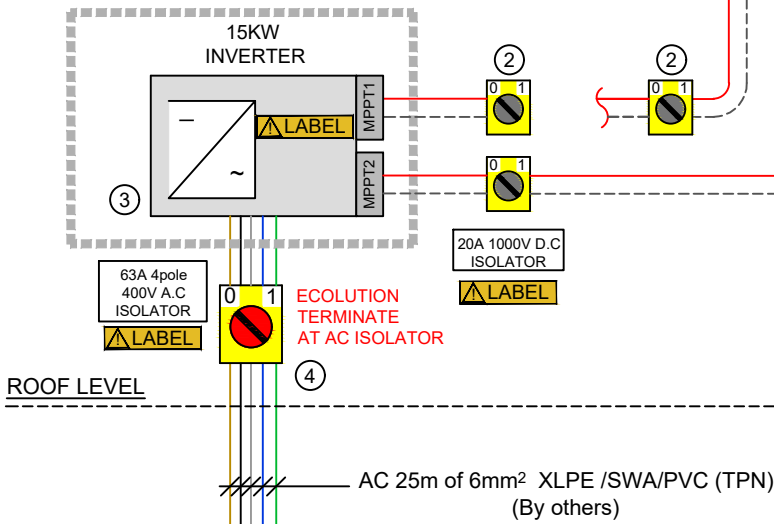 15KW
INVERTER
2
2
0 1
0 1
MPPT1
LABEL
–
~
MPPT2
0 1
3
20A 1000V D.C
ISOLATOR
LABEL
63A 4pole
400V A.C
ISOLATOR
LABEL
0 1
ECOLUTION
TERMINATE
AT AC ISOLATOR
4
ROOF LEVEL
AC 25m of 6mm² XLPE /SWA/PVC (TPN)
(By others)